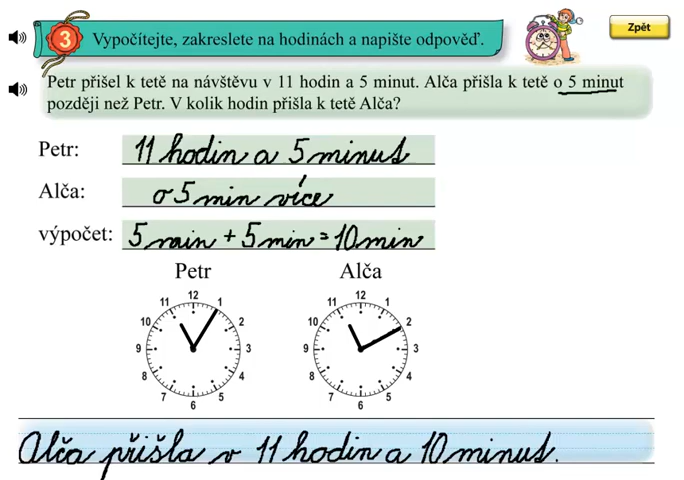 3 Vypočítejte, zakreslete na hodinách a napište odpověď.
Zpět
Petr přišel k tetě na návštěvu v 11 hodin a 5 minut. Alča přišla k tetě o 5 minut
později než Petr. V kolik hodin přišla k tetě Alča?
Petr: 11 hodin a 5 minut
Alča: o 5 min více
výpočet: 5 min + 5 min = 10 min
Petr Alča
12 1 2 3 4 5 6 7 8 9 10 11
12 1 2 3 4 5 6 7 8 9 10 11
Alča přišla v 11 hodin a 10 minut.